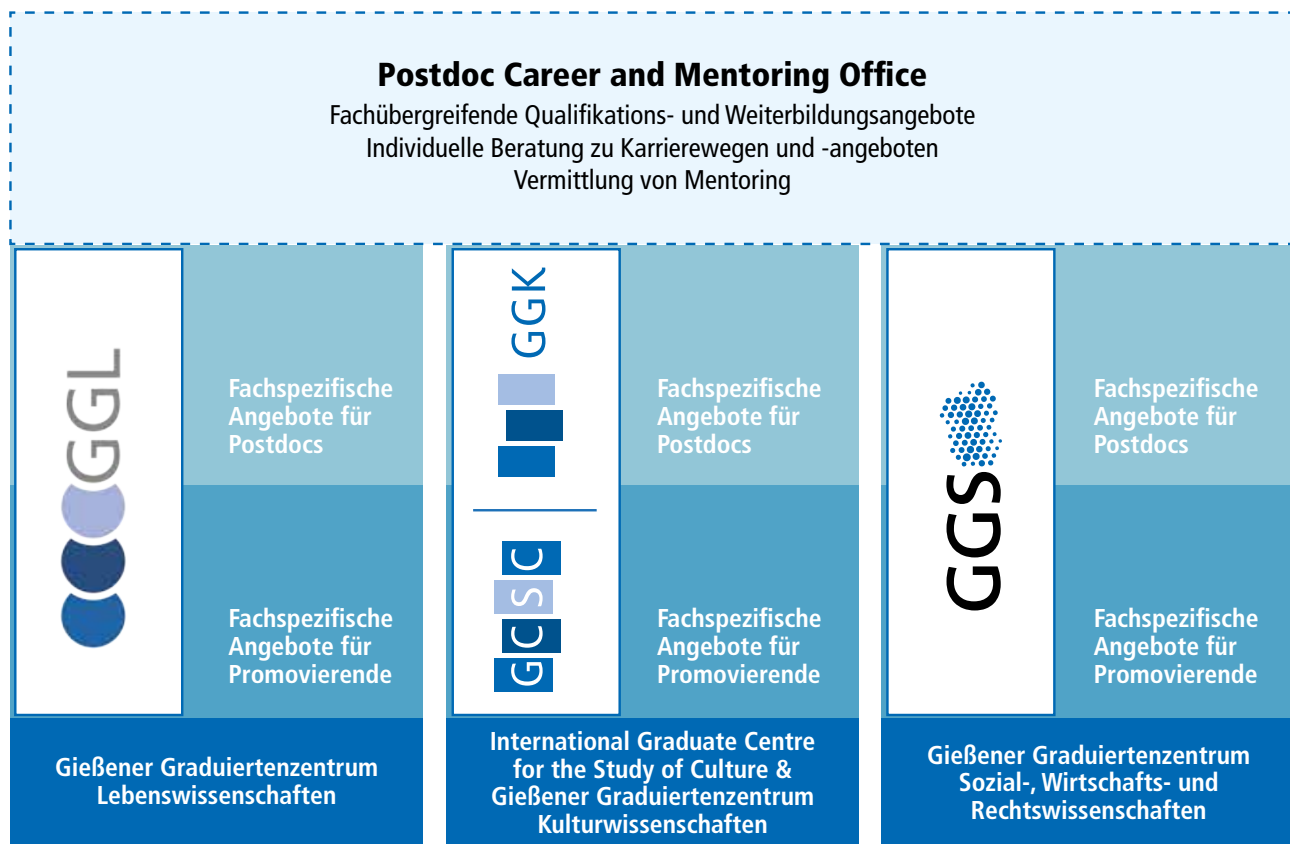 Postdoc Career and Mentoring Office
Fachübergreifende Qualifikations- und Weiterbildungsangebote
Individuelle Beratung zu Karrierewegen und -angeboten
Vermittlung von Mentoring
GGL
Fachspezifische
Angebote für
Postdocs
Fachspezifische
Angebote für
Promovierende
Gießener Graduiertenzentrum
Lebenswissenschaften
GGK
GCSC
Fachspezifische
Angebote für
Postdocs
Fachspezifische
Angebote für
Promovierende
International Graduate Centre
for the Study of Culture &
Gießener Graduiertenzentrum
Kulturwissenschaften
GGS
Fachspezifische
Angebote für
Postdocs
Fachspezifische
Angebote für
Promovierende
Gießener Graduiertenzentrum
Sozial-, Wirtschafts- und
Rechtswissenschaften